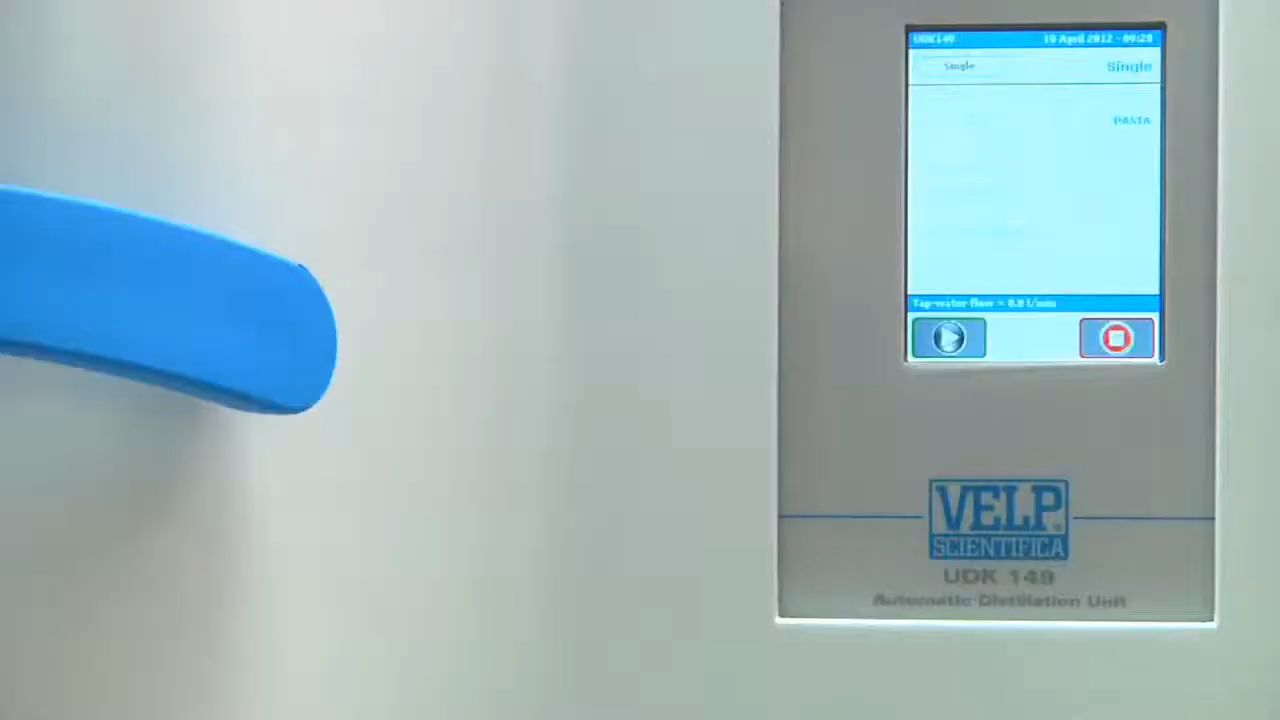 UDK149 19 April 2012 - 09:20
Single Single
PASTA
Tap-water flow = 0.0 l/min
VELP®
SCIENTIFICA
UDK 149
Automatic Distillation Unit